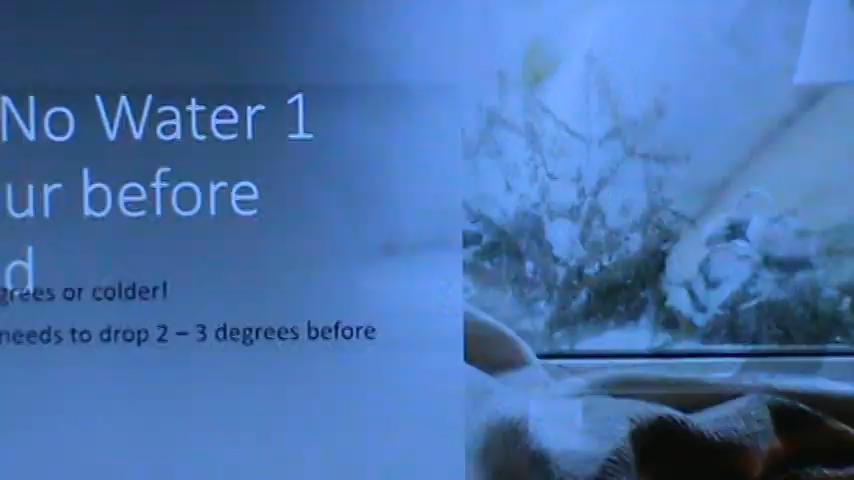 No Water 1
ur before
d
grees or colder!
needs to drop 2 – 3 degrees before